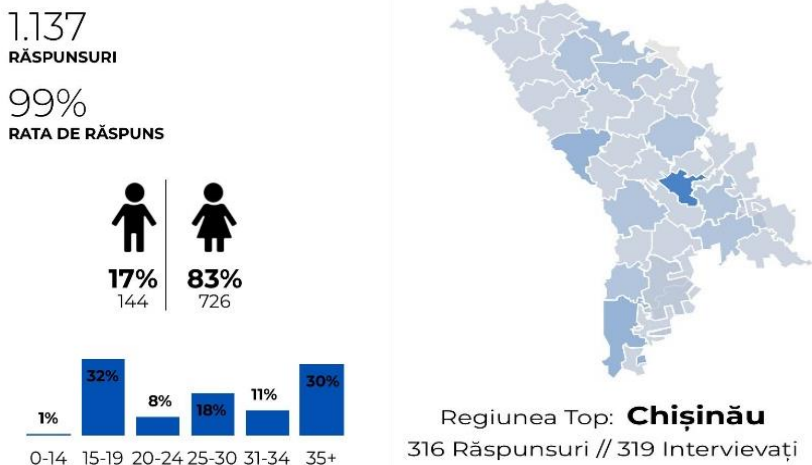 1.137
RĂSPUNSURI
99%
RATA DE RĂSPUNS
17% 83%
144 726
1% 32% 8% 18% 11% 30%
0-14 15-19 20-24 25-30 31-34 35+
Regiunea Top: Chișinău
316 Răspunsuri // 319 Intervievați